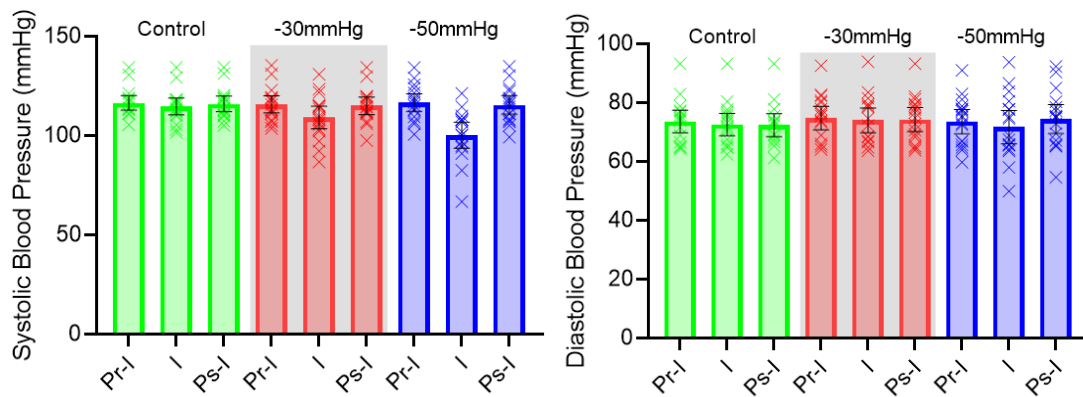 Systolic Blood Pressure (mmHg)
150
100
50
0
Control
-30mmHg
-50mmHg
Pr-I
I
Ps-I
Pr-I
I
Ps-I
Pr-I
I
Ps-I
Diastolic Blood Pressure (mmHg)
100
80
60
40
20
0
Control
-30mmHg
-50mmHg
Pr-I
I
Ps-I
Pr-I
I
Ps-I
Pr-I
I
Ps-I